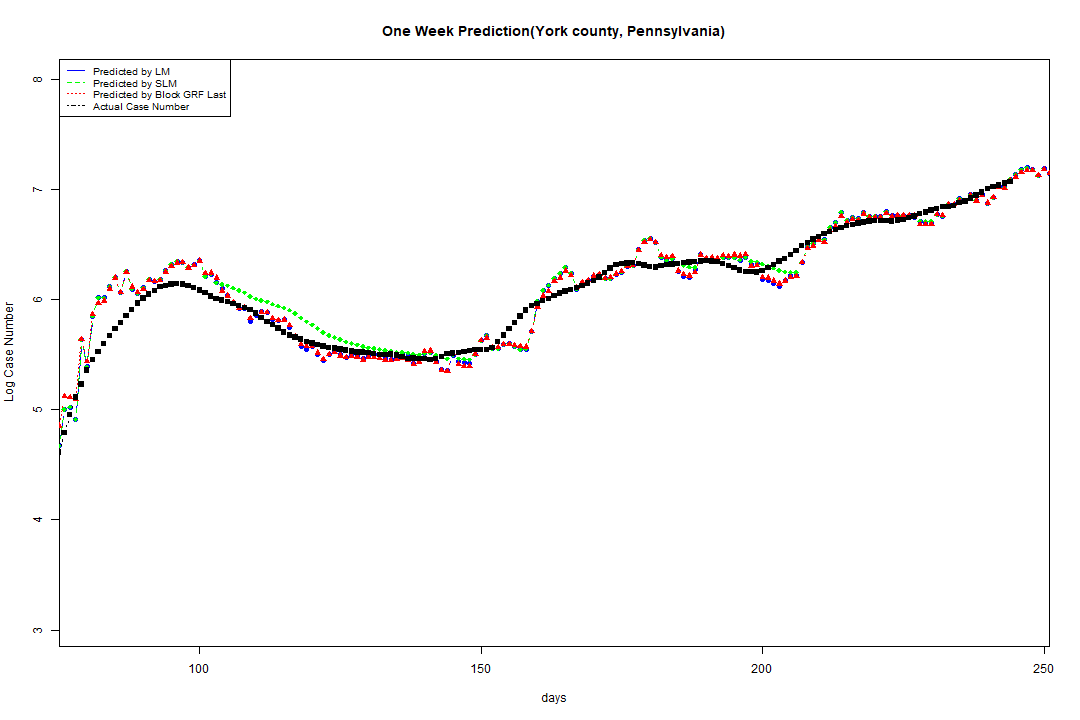 One Week Prediction(York county, Pennsylvania)
Predicted by LM
Predicted by SLM
Predicted by Block GRF Last
Actual Case Number
8
7
6
5
4
3
Log Case Number
100 150 200 250
days